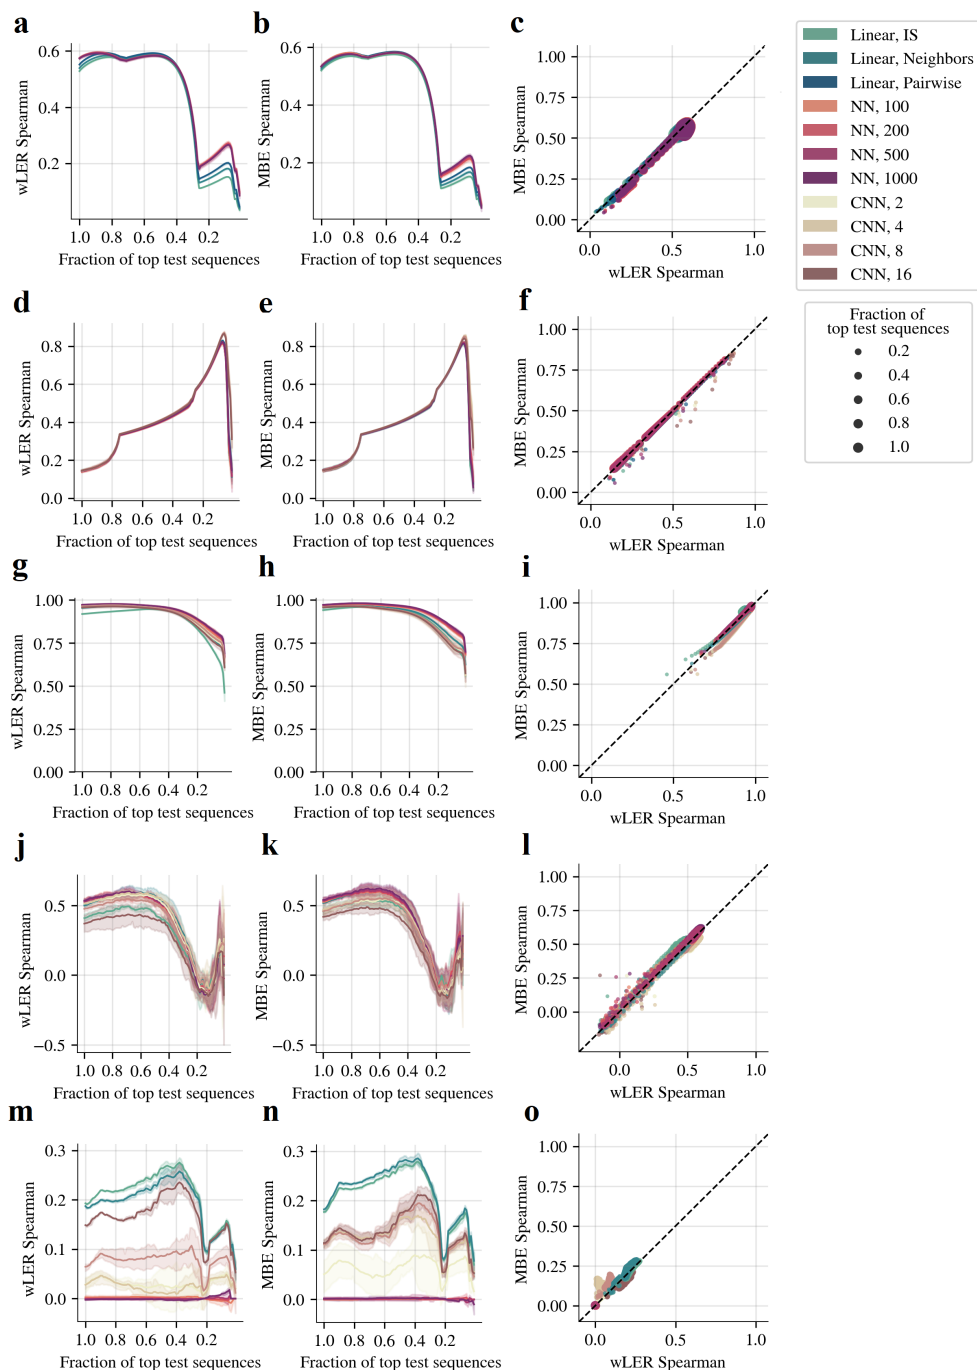 a
b
c
wLER Spearman
0.6
0.4
0.2
1.0 0.8 0.6 0.4 0.2
Fraction of top test sequences
MBE Spearman
0.6
0.4
0.2
1.0 0.8 0.6 0.4 0.2
Fraction of top test sequences
MBE Spearman
1.00
0.75
0.50
0.25
0.00
0.0 0.5 1.0
wLER Spearman
Linear, IS
Linear, Neighbors
Linear, Pairwise
NN, 100
NN, 200
NN, 500
NN, 1000
CNN, 2
CNN, 4
CNN, 8
CNN, 16
Fraction of
top test sequences
0.2
0.4
0.6
0.8
1.0
d
e
f
wLER Spearman
0.8
0.6
0.4
0.2
0.0
1.0 0.8 0.6 0.4 0.2
Fraction of top test sequences
MBE Spearman
0.8
0.6
0.4
0.2
0.0
1.0 0.8 0.6 0.4 0.2
Fraction of top test sequences
MBE Spearman
1.00
0.75
0.50
0.25
0.00
0.0 0.5 1.0
wLER Spearman
g
h
i
wLER Spearman
1.00
0.75
0.50
0.25
0.00
1.0 0.8 0.6 0.4 0.2
Fraction of top test sequences
MBE Spearman
1.00
0.75
0.50
0.25
0.00
1.0 0.8 0.6 0.4 0.2
Fraction of top test sequences
MBE Spearman
1.00
0.75
0.50
0.25
0.00
0.0 0.5 1.0
wLER Spearman
j
k
l
wLER Spearman
0.5
0.0
−0.5
1.0 0.8 0.6 0.4 0.2
Fraction of top test sequences
MBE Spearman
0.5
0.0
−0.5
1.0 0.8 0.6 0.4 0.2
Fraction of top test sequences
MBE Spearman
1.00
0.75
0.50
0.25
0.00
0.0 0.5 1.0
wLER Spearman
m
n
o
wLER Spearman
0.3
0.2
0.1
0.0
1.0 0.8 0.6 0.4 0.2
Fraction of top test sequences
MBE Spearman
0.3
0.2
0.1
0.0
1.0 0.8 0.6 0.4 0.2
Fraction of top test sequences
MBE Spearman
1.00
0.75
0.50
0.25
0.00
0.0 0.5 1.0
wLER Spearman